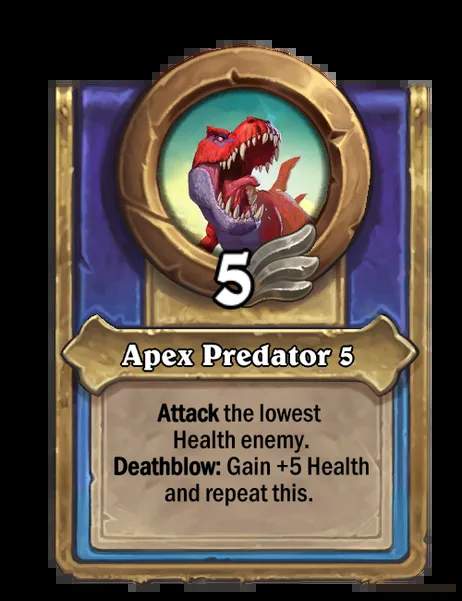 5
Apex Predator 5
Attack the lowest
Health enemy.
Deathblow: Gain +5 Health
and repeat this.